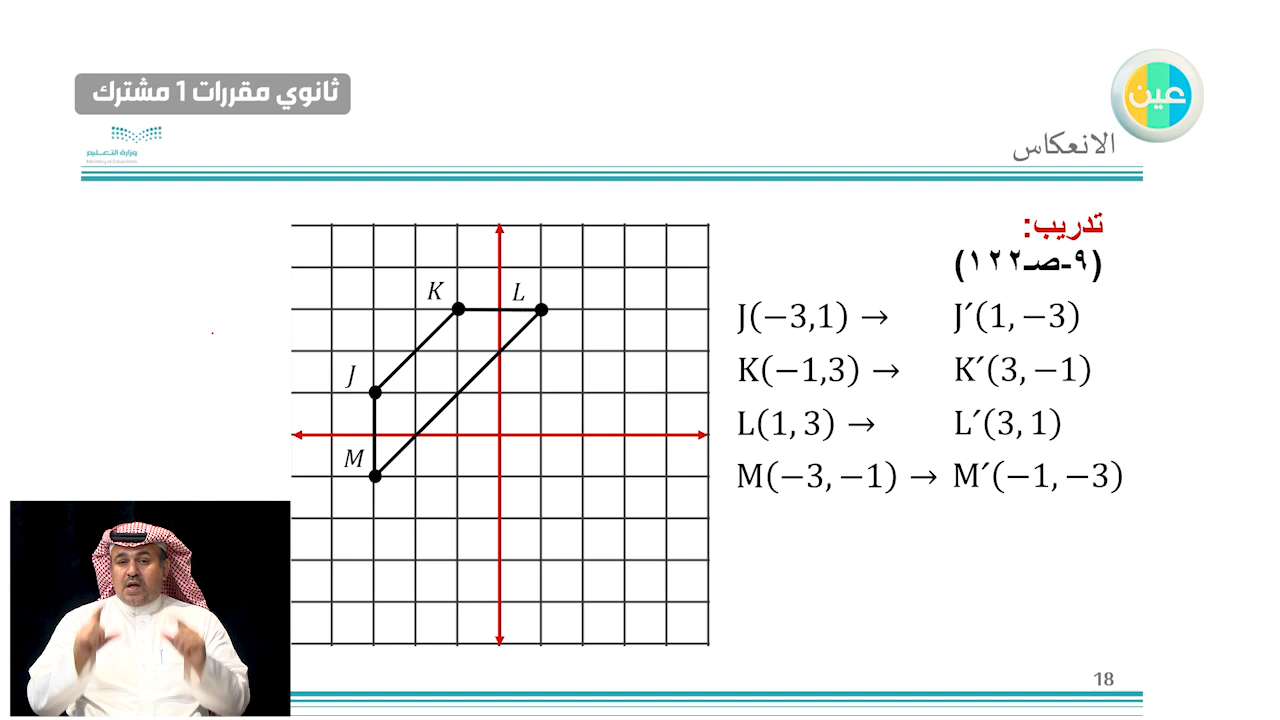 ثانوي مقررات 1 مشترك
عين
وزارة التعليم
Ministry of Education
الانعكاس
تدريب:
(٩-صـ١٢٢)
J(−3,1) → J′(1, −3)
K(−1,3) → K′(3, −1)
L(1, 3) → L′(3, 1)
M(−3, −1) → M′(−1, −3)
K L
J
M
18